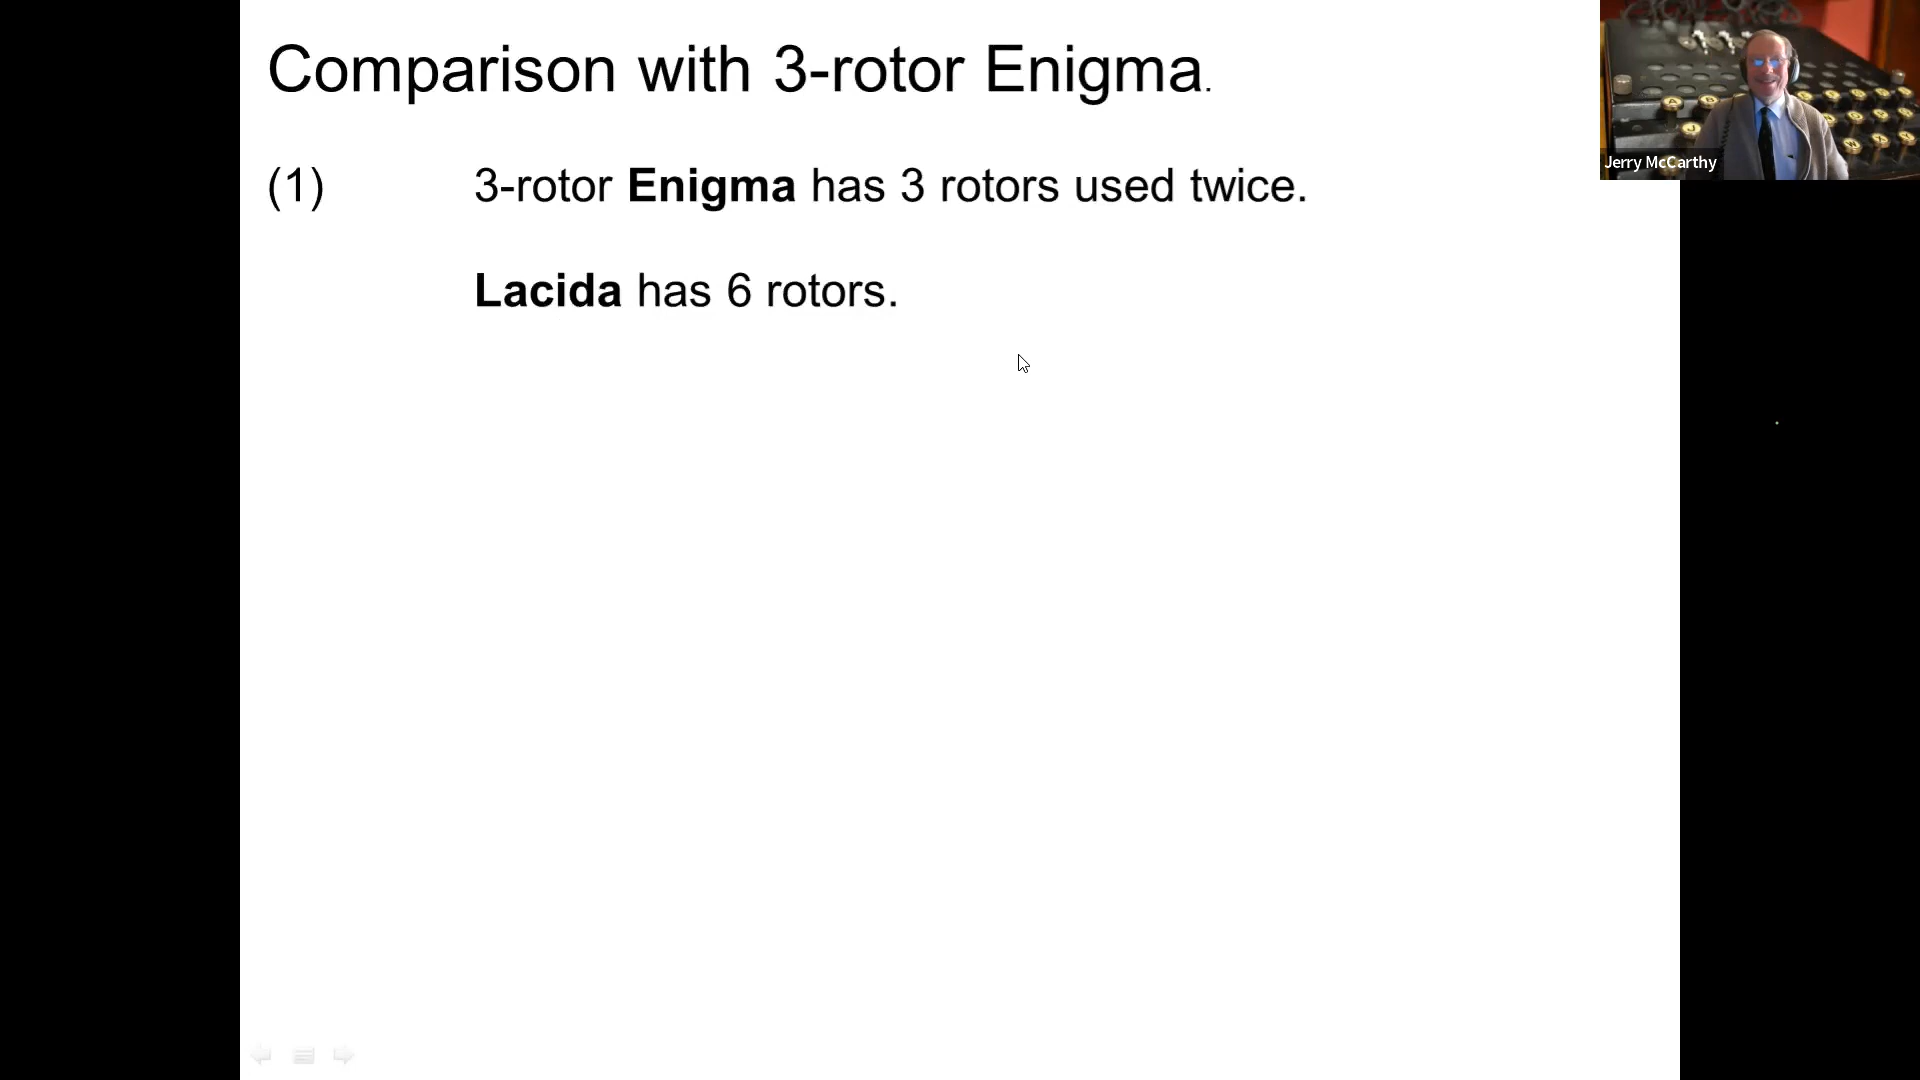 Comparison with 3-rotor Enigma.
(1) 3-rotor Enigma has 3 rotors used twice.
Lacida has 6 rotors.
Jerry McCarthy